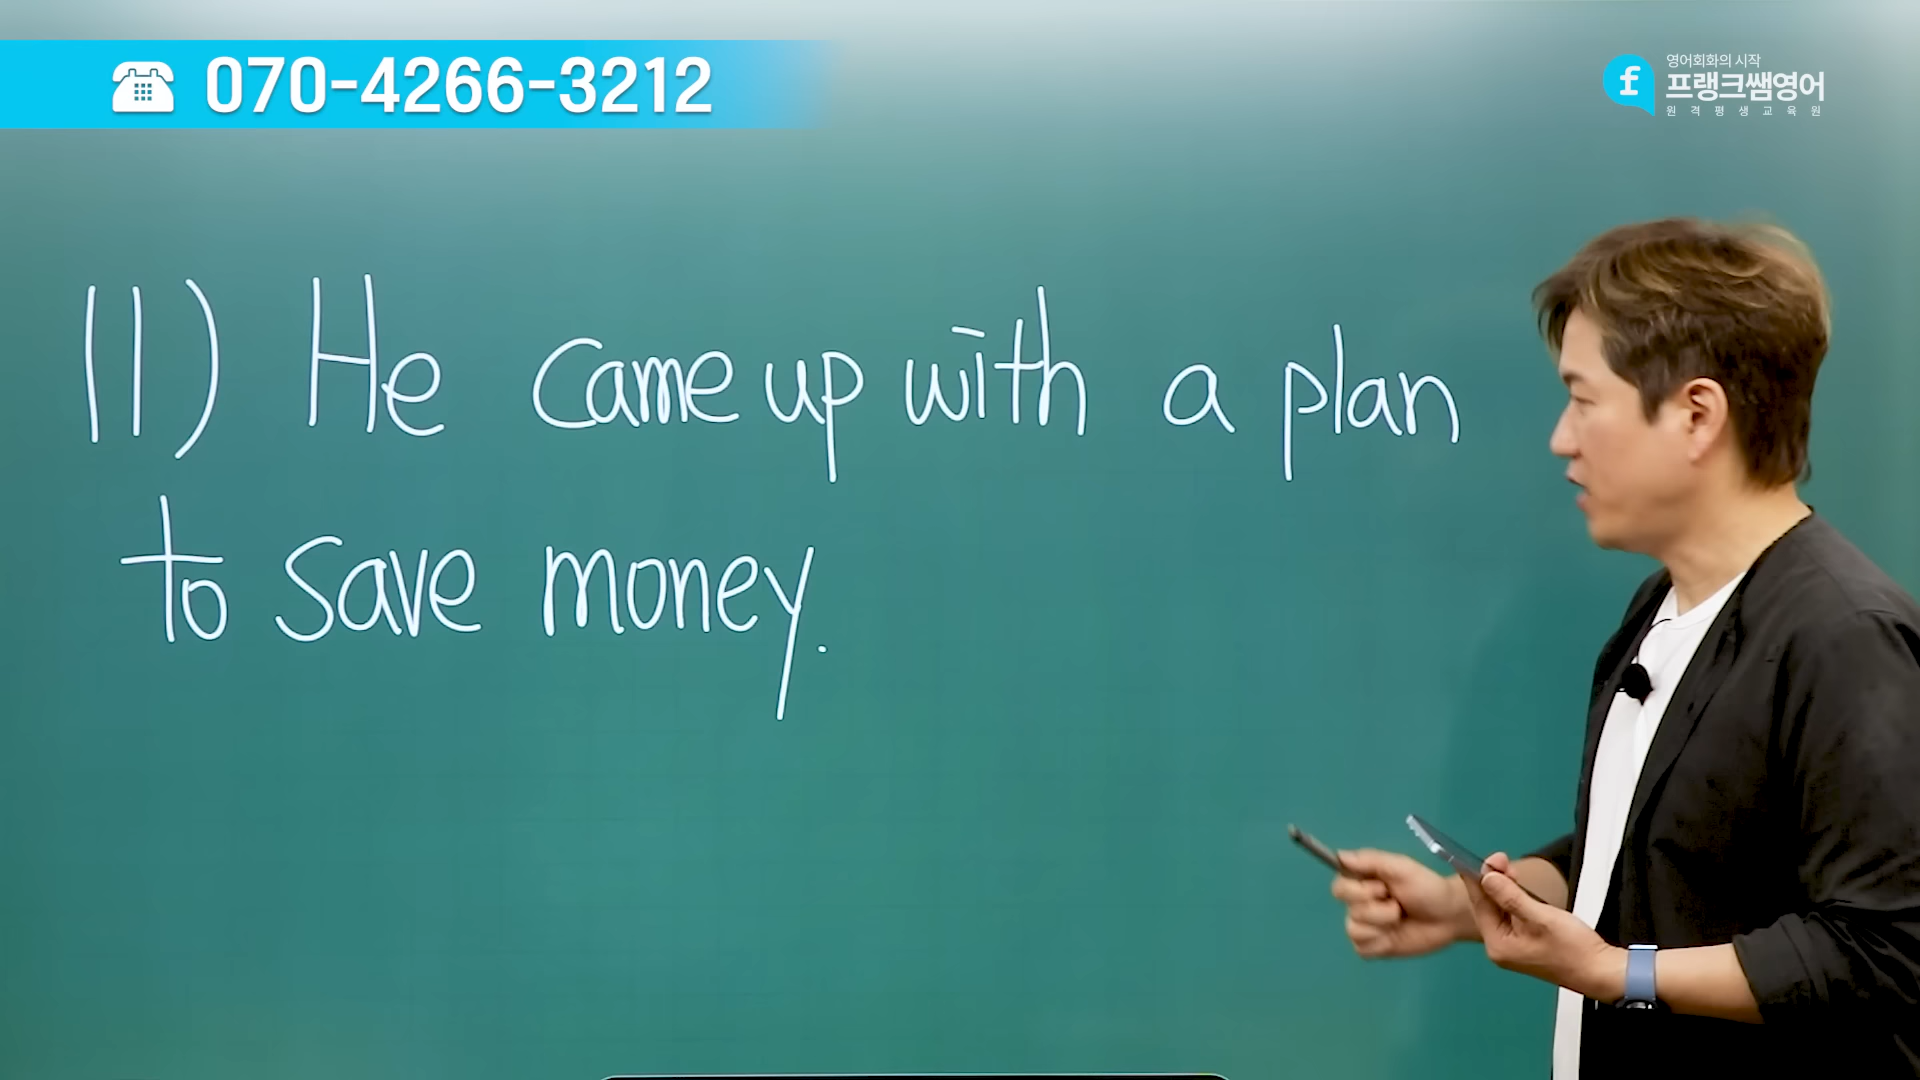 070-4266-3212
영어회화의 시작
프랭크쌤영어
원격평생교육원
11) He came up with a plan
to save money.